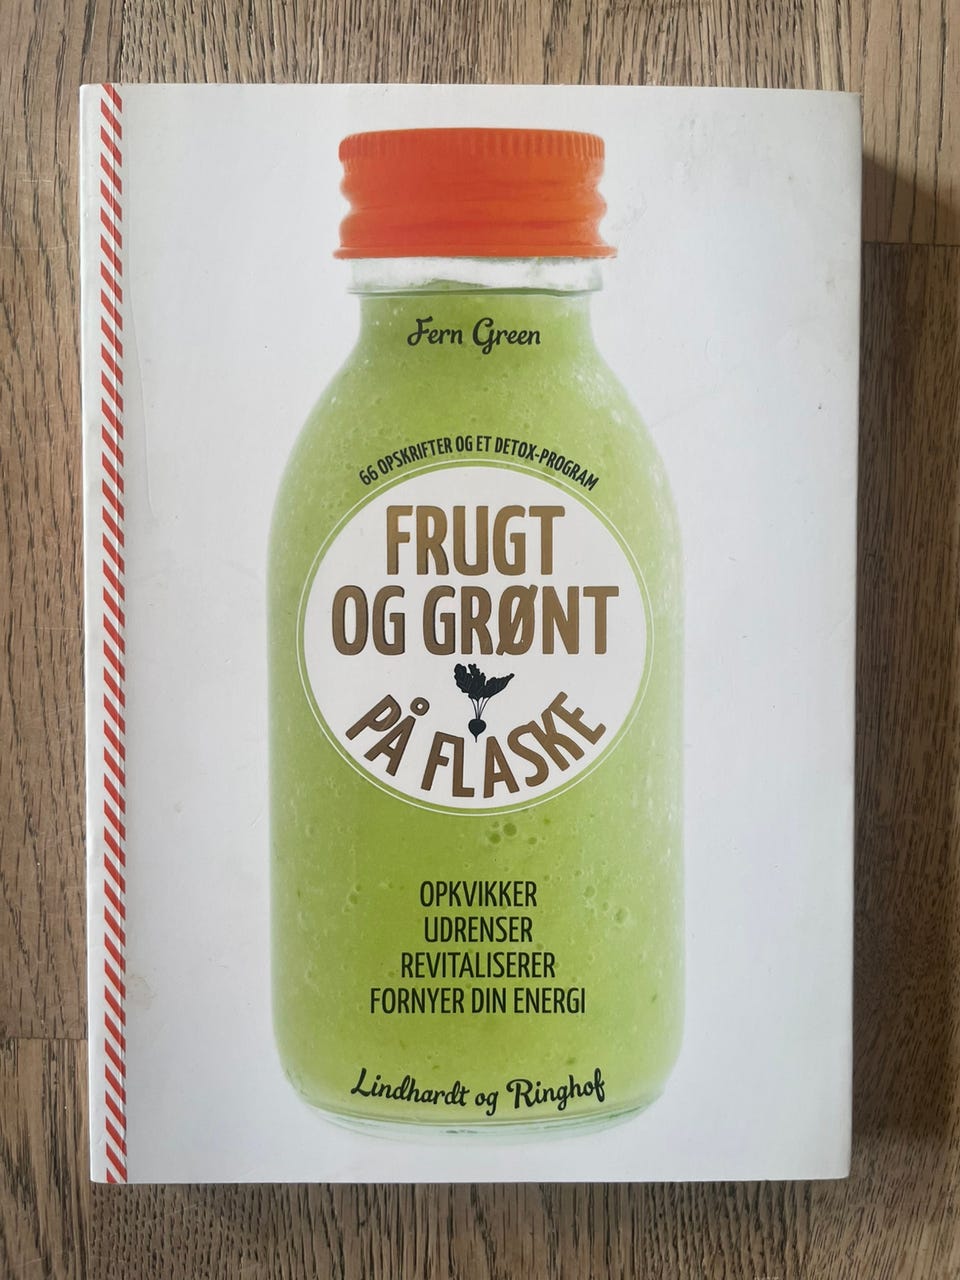 Fern Green
66 OPSKRIFTER OG ET DETOX-PROGRAM
FRUGT
OG GRØNT
PÅ FLASKE
OPKVIKKER
UDRENSER
REVITALISERER
FORNYER DIN ENERGI
Lindhardt og Ringhof